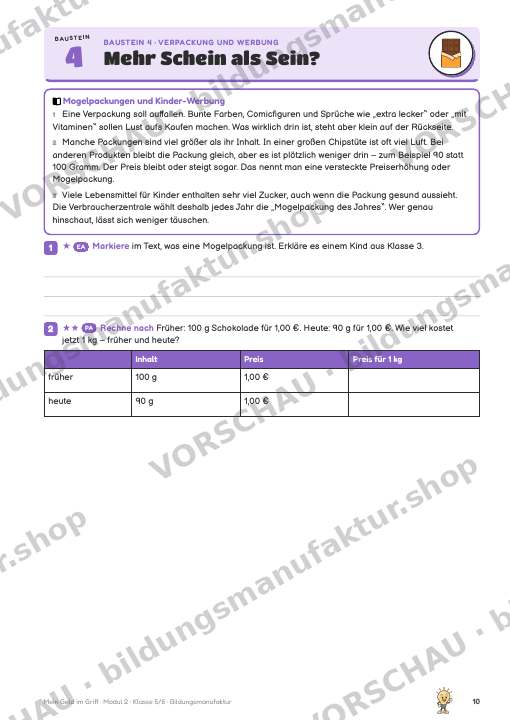 BAUSTEIN
4
BAUSTEIN 4 · VERPACKUNG UND WERBUNG
Mehr Schein als Sein?
Mogelpackungen und Kinder-Werbung
1 Eine Verpackung soll auffallen. Bunte Farben, Comicfiguren und Sprüche wie „extra lecker“ oder „mit
Vitaminen“ sollen Lust aufs Kaufen machen. Was wirklich drin ist, steht aber klein auf der Rückseite.
2 Manche Packungen sind viel größer als ihr Inhalt. In einer großen Chipstüte ist oft viel Luft. Bei
anderen Produkten bleibt die Packung gleich, aber es ist plötzlich weniger drin – zum Beispiel 90 statt
100 Gramm. Der Preis bleibt oder steigt sogar. Das nennt man eine versteckte Preiserhöhung oder
Mogelpackung.
3 Viele Lebensmittel für Kinder enthalten sehr viel Zucker, auch wenn die Packung gesund aussieht.
Die Verbraucherzentrale wählt deshalb jedes Jahr die „Mogelpackung des Jahres“. Wer genau
hinschaut, lässt sich weniger täuschen.
1 ★ EA Markiere im Text, was eine Mogelpackung ist. Erkläre es einem Kind aus Klasse 3.
2 ★★ PA Rechne nach Früher: 100 g Schokolade für 1,00 €. Heute: 90 g für 1,00 €. Wie viel kostet
jetzt 1 kg – früher und heute?
Inhalt Preis Preis für 1 kg
früher 100 g 1,00 €
heute 90 g 1,00 €
Mein Geld im Griff · Modul 2 · Klasse 5/6 · Bildungsmanufaktur
10
VORSCHAU · bildungsmanufaktur.shop